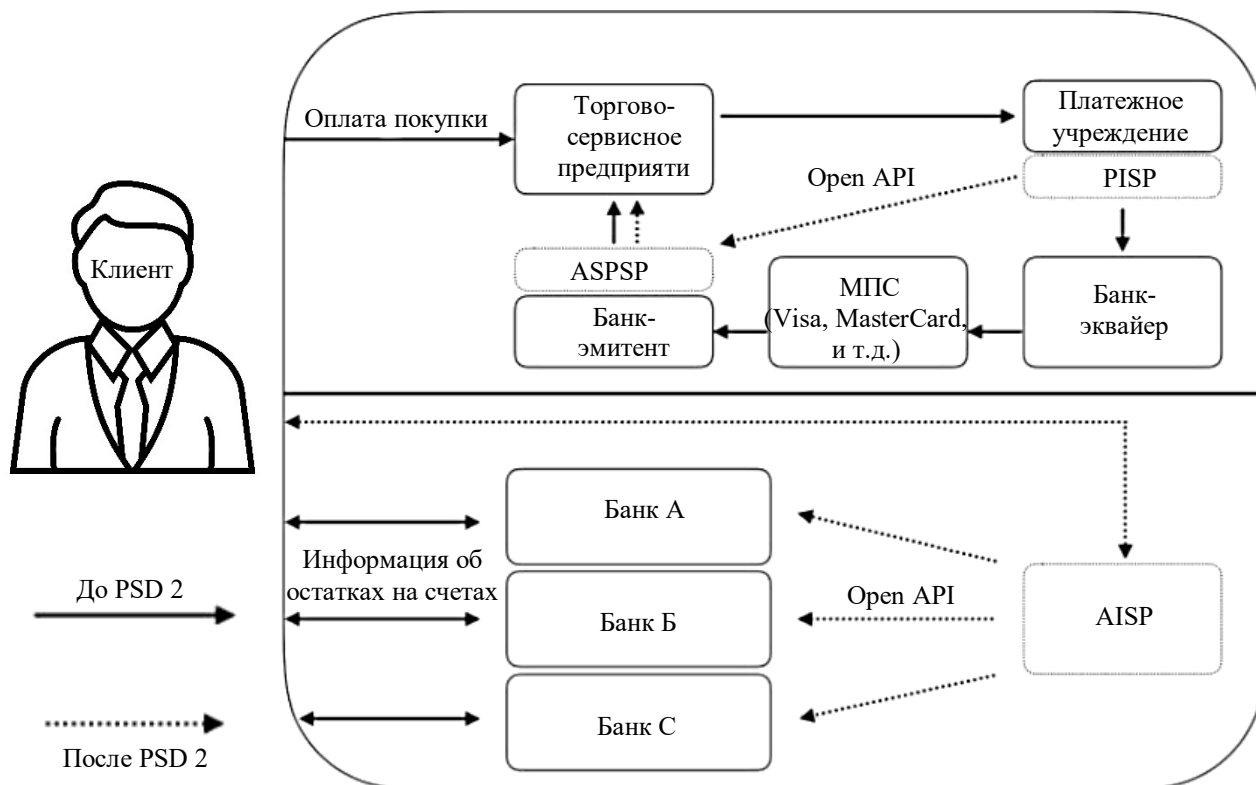 Оплата покупки
Торгово-
сервисное
предприяти
Платежное
учреждение
PISP
Open API
Клиент
ASPSP
Банк-
эмитент
МПС
(Visa, MasterCard,
и т.д.)
Банк-
эквайер
Банк А
Информация об
остатках на счетах
Банк Б
Open API
AISP
Банк С
До PSD 2
После PSD 2